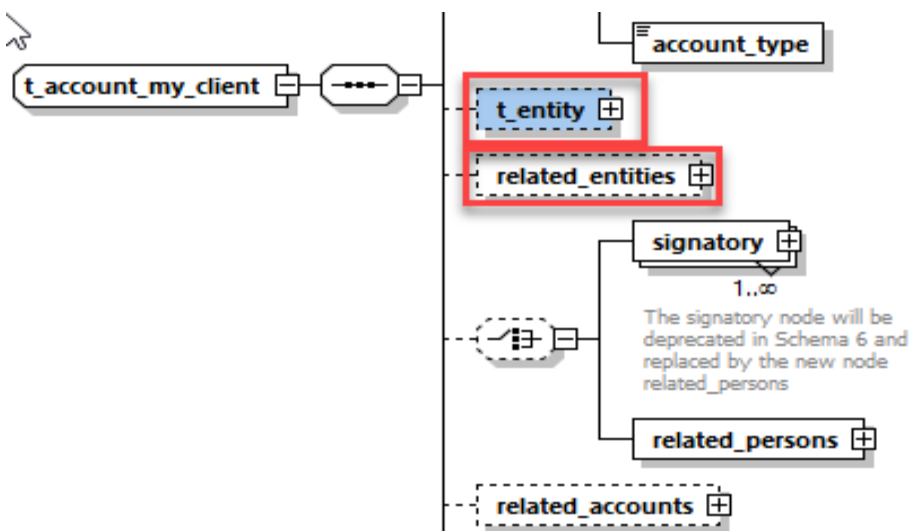 account_type
t_account_my_client
t_entity
related_entities
signatory
1..∞
The signatory node will be
deprecated in Schema 6 and
replaced by the new node
related_persons
related_persons
related_accounts